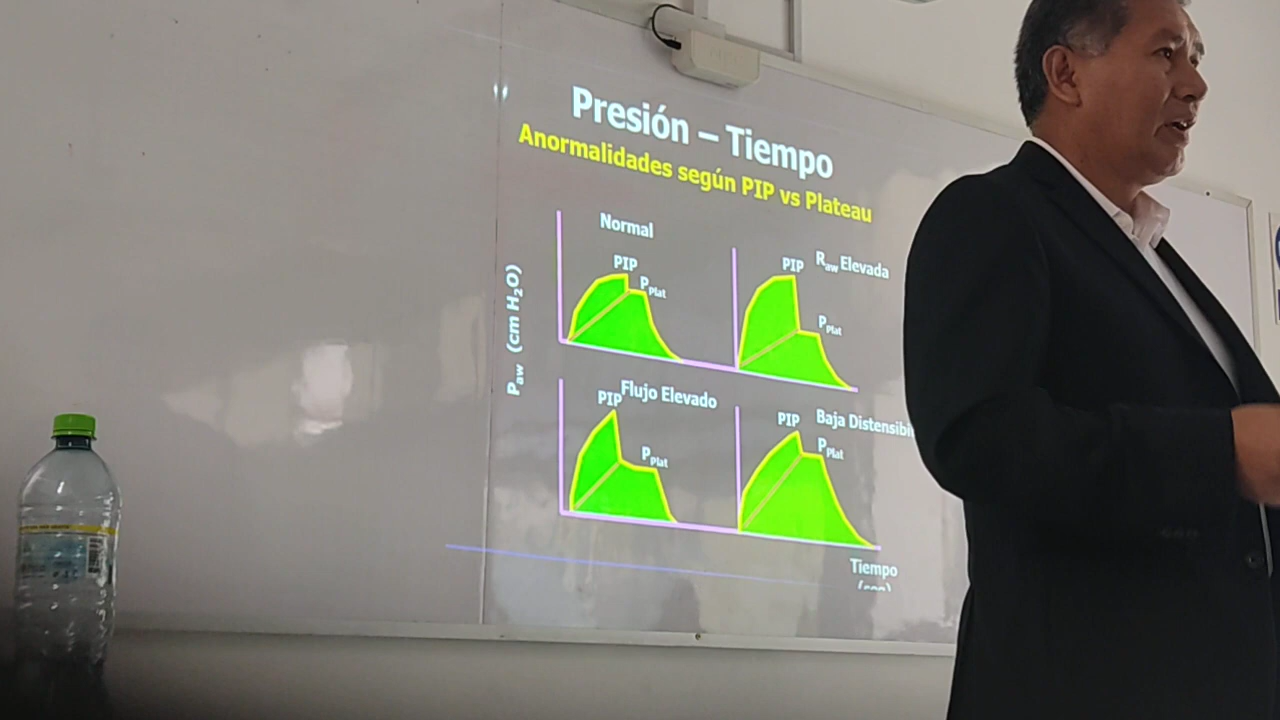 Presión – Tiempo
Anormalidades según PIP vs Plateau
Normal
PIP
PPlat
Raw Elevada
PIP
PPlat
Paw (cm H2O)
Flujo Elevado
PIP
PPlat
Baja
PIP
PPlat
Tiempo